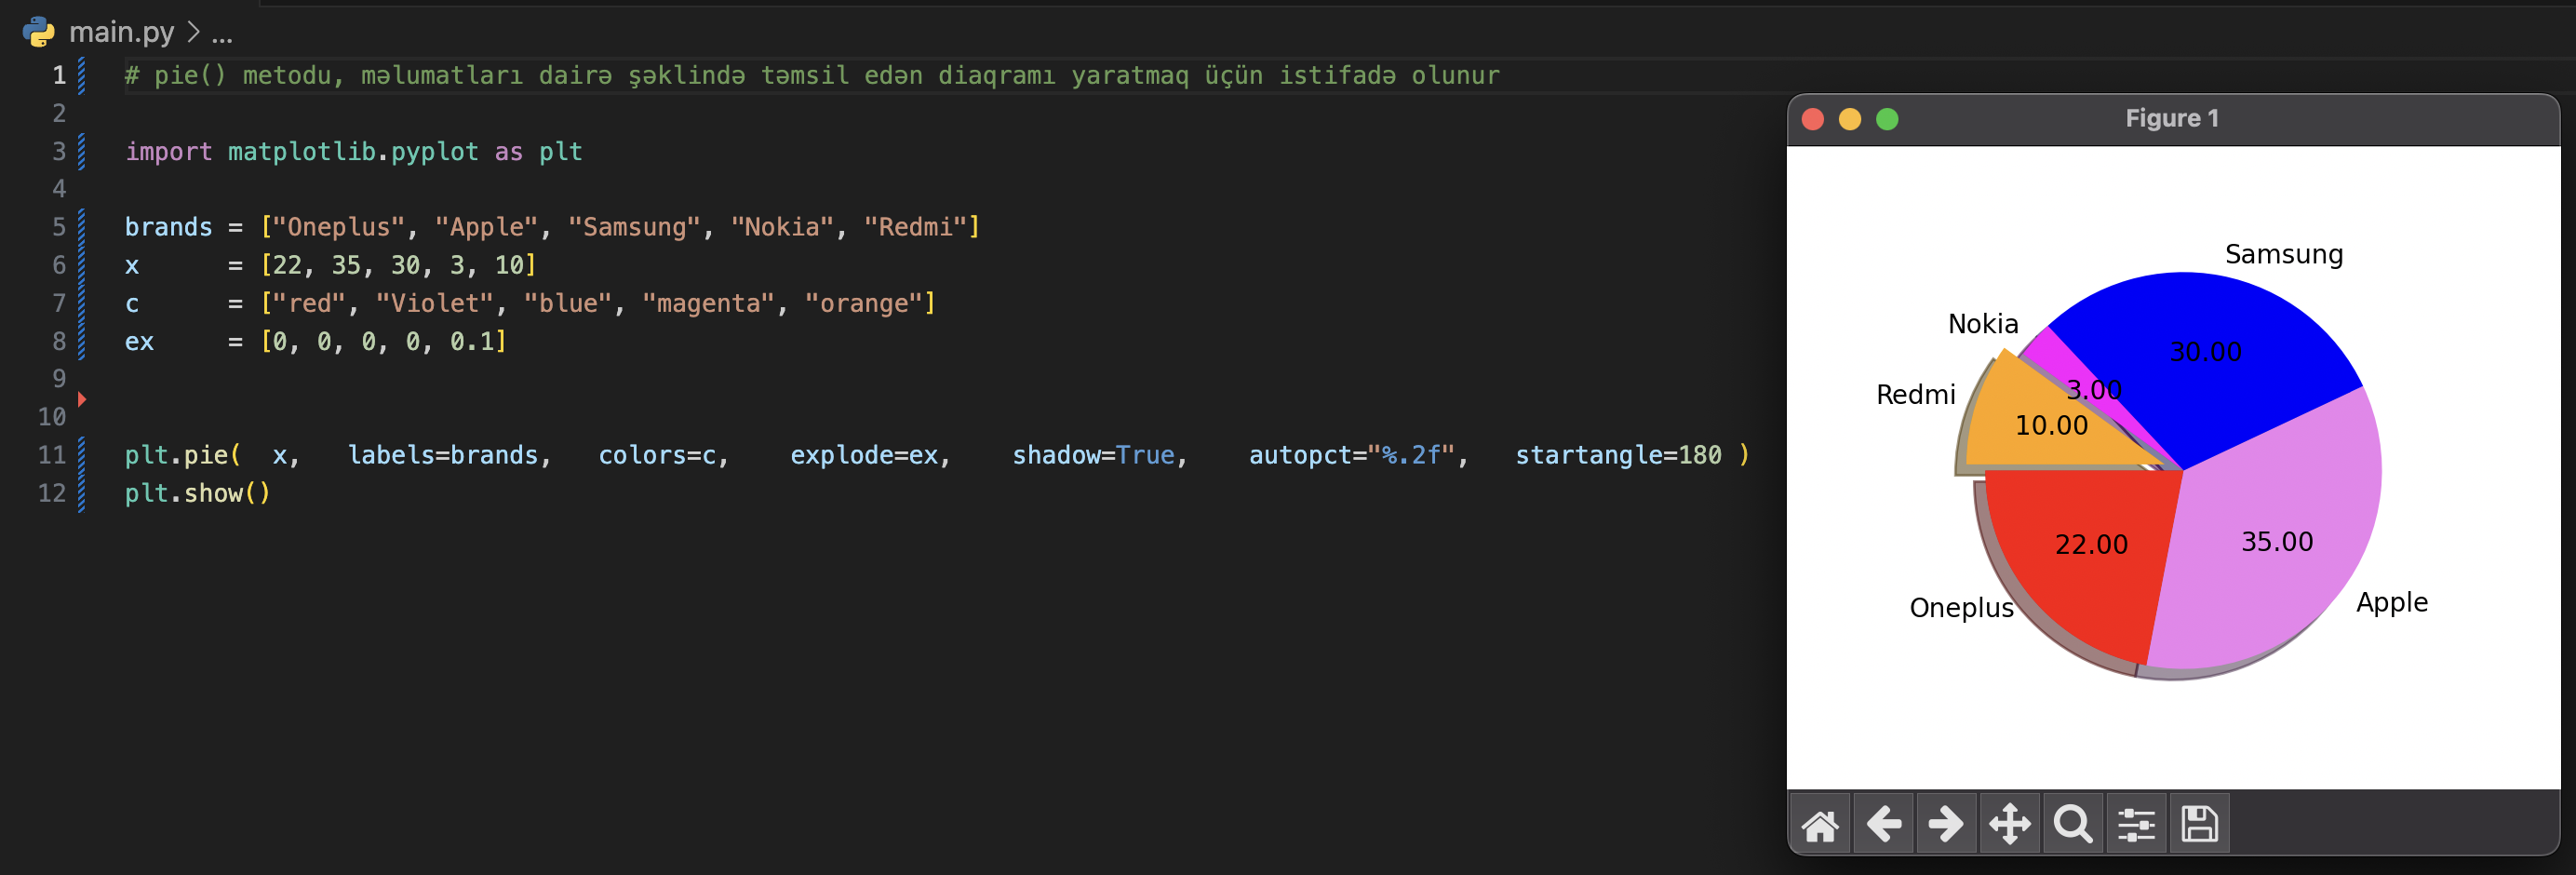 main.py > ...
1 # pie() metodu, məlumatları dairə şəklində təmsil edən diaqramı yaratmaq üçün istifadə olunur
2
3 import matplotlib.pyplot as plt
4
5 brands = ["Oneplus", "Apple", "Samsung", "Nokia", "Redmi"]
6 x      = [22, 35, 30, 3, 10]
7 c      = ["red", "Violet", "blue", "magenta", "orange"]
8 ex     = [0, 0, 0, 0, 0.1]
9
10
11 plt.pie(  x,   labels=brands,   colors=c,    explode=ex,    shadow=True,    autopct="%.2f",   startangle=180 )
12 plt.show()
Figure 1
Samsung
Nokia
30.00
3.00
Redmi
10.00
22.00
35.00
Oneplus
Apple